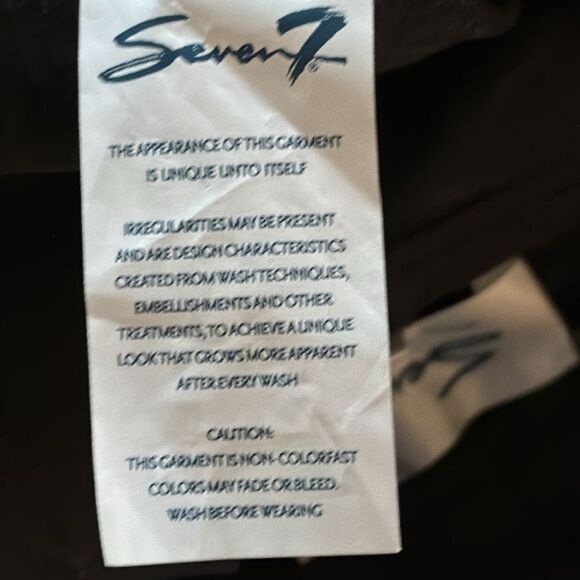 Seven7®
THE APPEARANCE OF THIS GARMENT
IS UNIQUE UNTO ITSELF
IRREGULARITIES MAY BE PRESENT
AND ARE DESIGN CHARACTERISTICS
CREATED FROM WASH TECHNIQUES,
EMBELLISHMENTS AND OTHER
TREATMENTS, TO ACHIEVE A UNIQUE
LOOK THAT GROWS MORE APPARENT
AFTER EVERY WASH
CAUTION:
THIS GARMENT IS NON-COLORFAST
COLORS MAY FADE OR BLEED.
WASH BEFORE WEARING